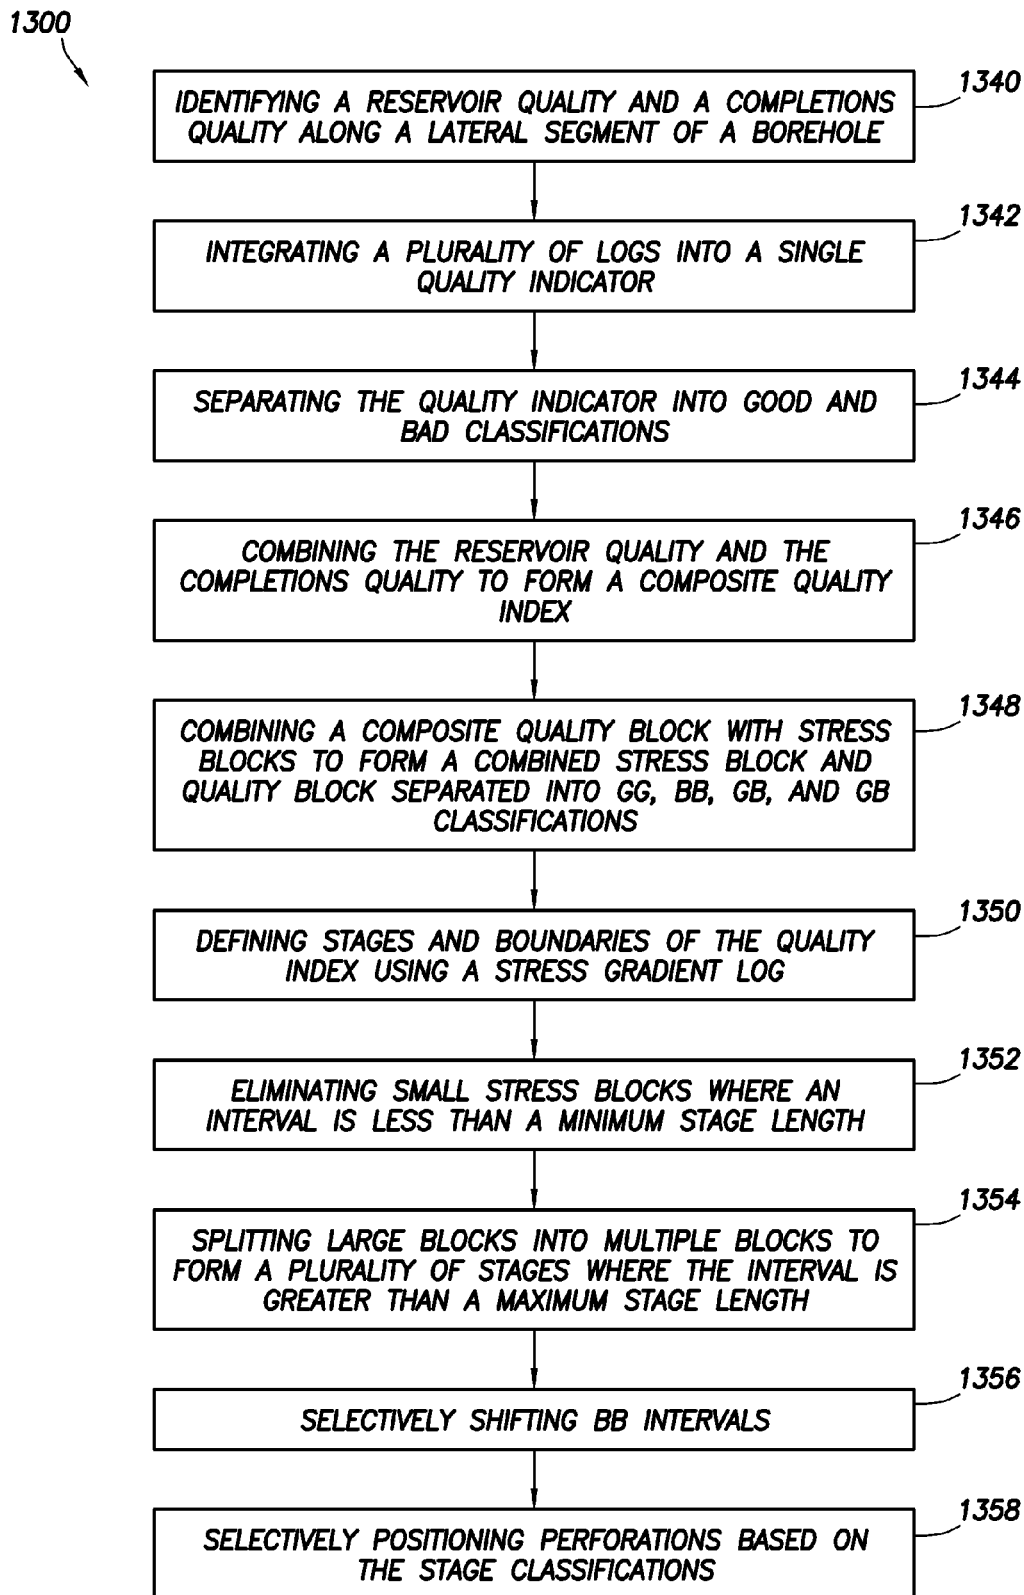 1300
1340
IDENTIFYING A RESERVOIR QUALITY AND A COMPLETIONS
QUALITY ALONG A LATERAL SEGMENT OF A BOREHOLE
1342
INTEGRATING A PLURALITY OF LOGS INTO A SINGLE
QUALITY INDICATOR
1344
SEPARATING THE QUALITY INDICATOR INTO GOOD AND
BAD CLASSIFICATIONS
1346
COMBINING THE RESERVOIR QUALITY AND THE
COMPLETIONS QUALITY TO FORM A COMPOSITE QUALITY
INDEX
1348
COMBINING A COMPOSITE QUALITY BLOCK WITH STRESS
BLOCKS TO FORM A COMBINED STRESS BLOCK AND
QUALITY BLOCK SEPARATED INTO GG, BB, GB, AND GB
CLASSIFICATIONS
1350
DEFINING STAGES AND BOUNDARIES OF THE QUALITY
INDEX USING A STRESS GRADIENT LOG
1352
ELIMINATING SMALL STRESS BLOCKS WHERE AN
INTERVAL IS LESS THAN A MINIMUM STAGE LENGTH
1354
SPLITTING LARGE BLOCKS INTO MULTIPLE BLOCKS TO
FORM A PLURALITY OF STAGES WHERE THE INTERVAL IS
GREATER THAN A MAXIMUM STAGE LENGTH
1356
SELECTIVELY SHIFTING BB INTERVALS
1358
SELECTIVELY POSITIONING PERFORATIONS BASED ON
THE STAGE CLASSIFICATIONS